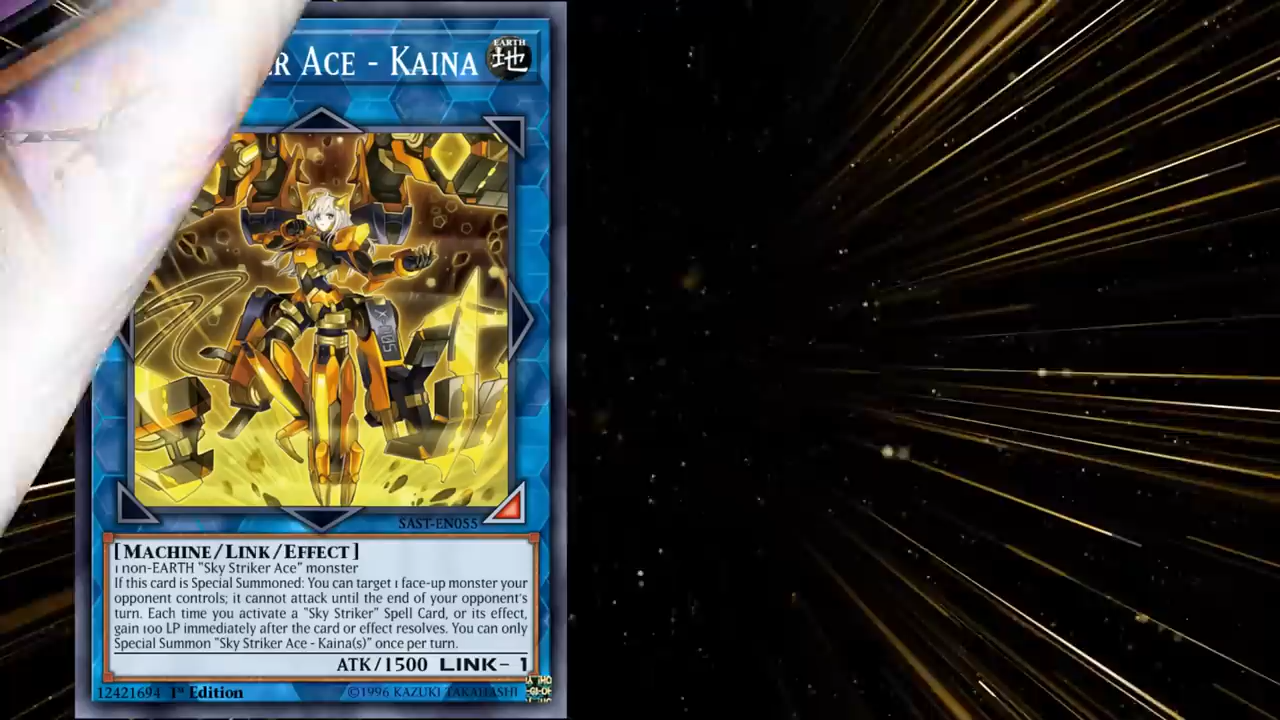 ER ACE - KAINA
EARTH
地
X-005
SAST-EN055
[MACHINE/LINK/EFFECT]
1 non-EARTH "Sky Striker Ace" monster
If this card is Special Summoned: You can target 1 face-up monster your
opponent controls; it cannot attack until the end of your opponent's
turn. Each time you activate a "Sky Striker" Spell Card, or its effect,
gain 100 LP immediately after the card or effect resolves. You can only
Special Summon "Sky Striker Ace - Kaina(s)" once per turn.
ATK/1500 LINK-1
12421694 1st Edition ©1996 KAZUKI TAKAHASHI